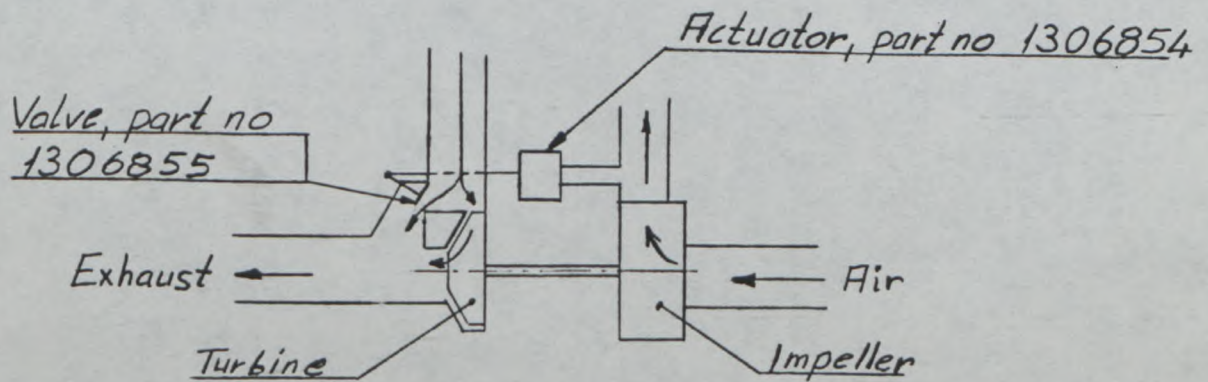 Actuator, part no 1306854
Valve, part no
1306855
Exhaust
Air
Turbine
Impeller